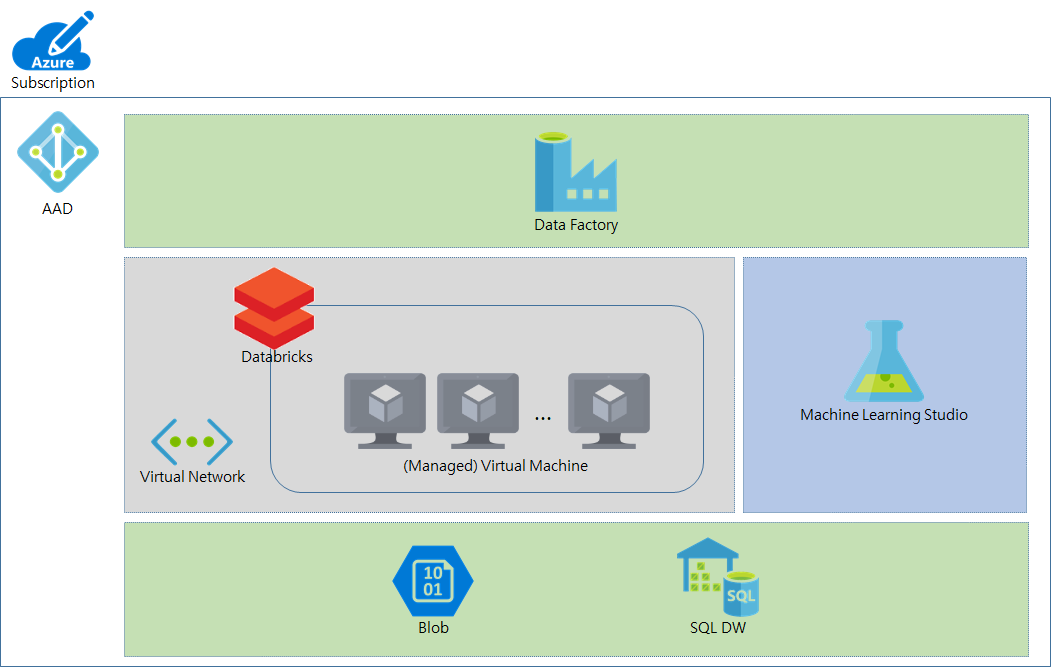 Azure
Subscription
AAD
Data Factory
Databricks
...
(Managed) Virtual Machine
Virtual Network
Machine Learning Studio
10
01
Blob
SQL
SQL DW